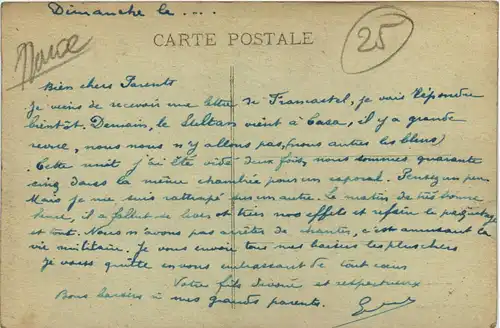 Dimanche le ....
Maroc
CARTE POSTALE
25
Bien chers Parents
Je viens de recevoir une lettre de Framastel, je vais répondre
bientôt. Demain, le Sultan vient à Casa, il y a grande
revue, nous nous n'y allons pas, (nous autres les bleus)
Cette nuit j'ai été vidé deux fois, nous sommes quarante
cinq dans la même chambrée pour un caporal. Pensez un peu
Mais je me suis rattrapé sur un autre. Le matin de très bonne
heure, il a fallut se lever et nos effets et refaire le paquetage
et tout. Nous n'avons pas arrêtés de chanter, c'est amusant la
vie militaire. Je vous envoie tous mes baisers les plus chers
Je vous quitte en vous embrassant de tout cœur
Votre fils dévoué et respectueux
Bons baisers à mes grands parents.